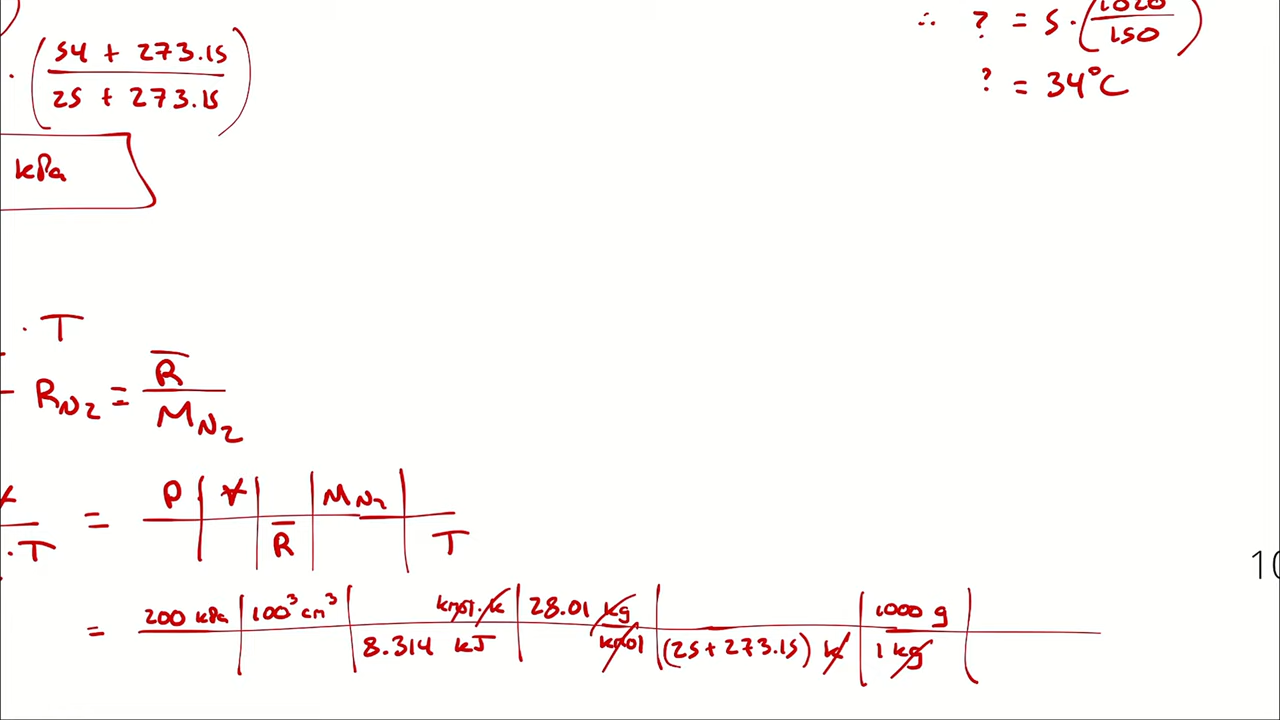 ∴ ? = 5 · (1020 / 150)
? = 34°C
· (54 + 273.15 / 25 + 273.15)
kPa
· T
R_N2 = R̅ / M_N2
· T = P | V̶ | | M_N2 |
R̅ T
= 200 kPa | 100³ cm³ | kmol·K | 28.01 kg | | 1000 g |
8.314 kJ | kmol | (25 + 273.15) K | 1 kg |
10